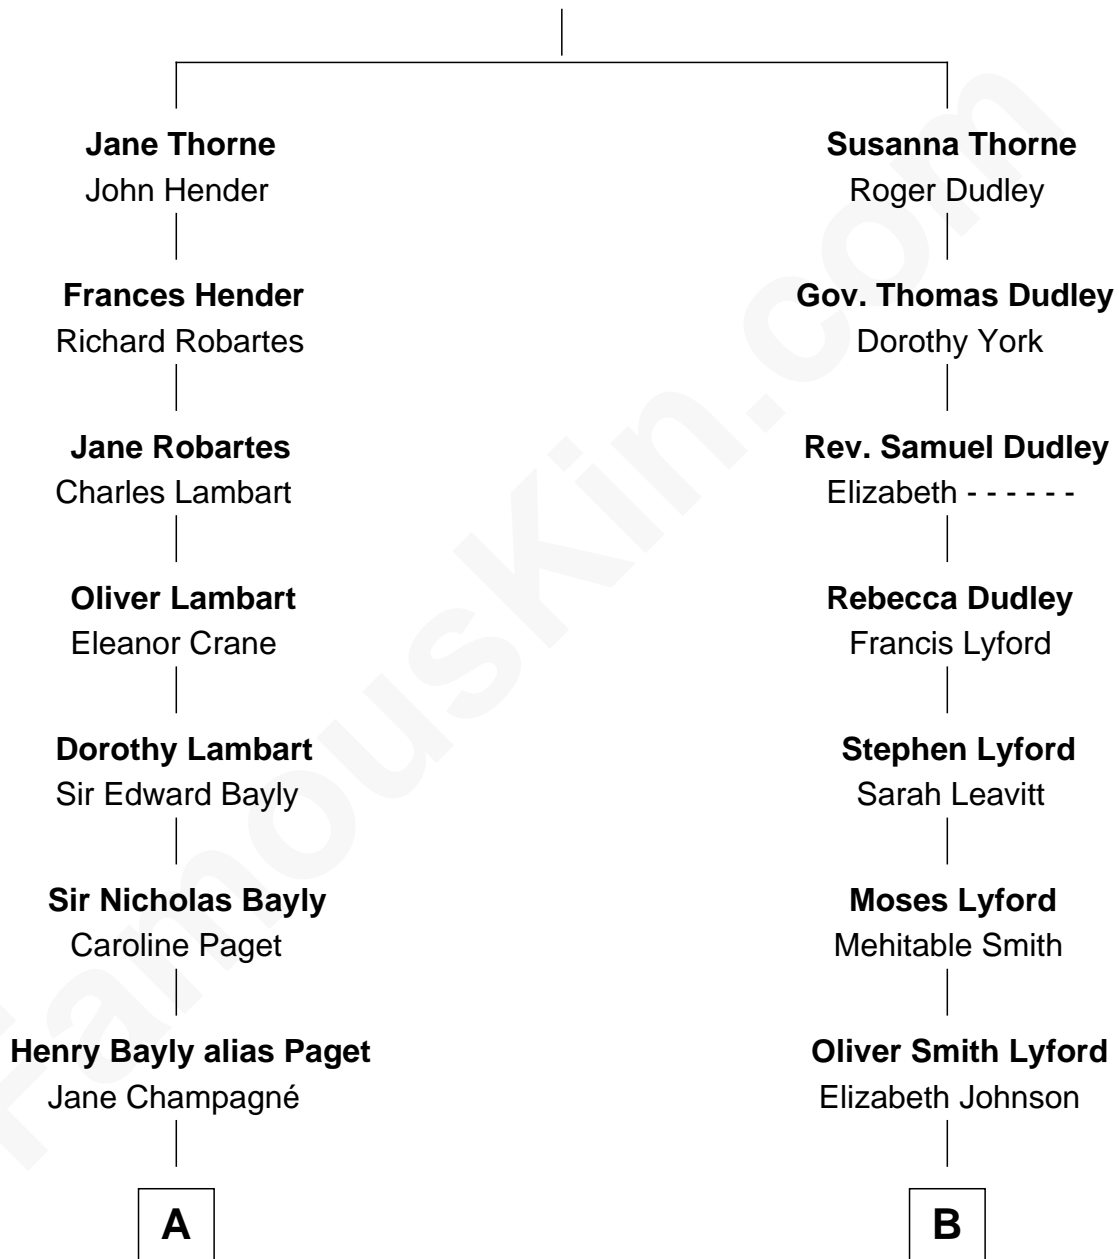 Jane Thorne
John Hender
Susanna Thorne
Roger Dudley
Frances Hender
Richard Robartes
Gov. Thomas Dudley
Dorothy York
Jane Robartes
Charles Lambart
Rev. Samuel Dudley
Elizabeth - - - - - -
Oliver Lambart
Eleanor Crane
Rebecca Dudley
Francis Lyford
Dorothy Lambart
Sir Edward Bayly
Stephen Lyford
Sarah Leavitt
Sir Nicholas Bayly
Caroline Paget
Moses Lyford
Mehitable Smith
Henry Bayly alias Paget
Jane Champagné
Oliver Smith Lyford
Elizabeth Johnson
A
B
FamousKin.com